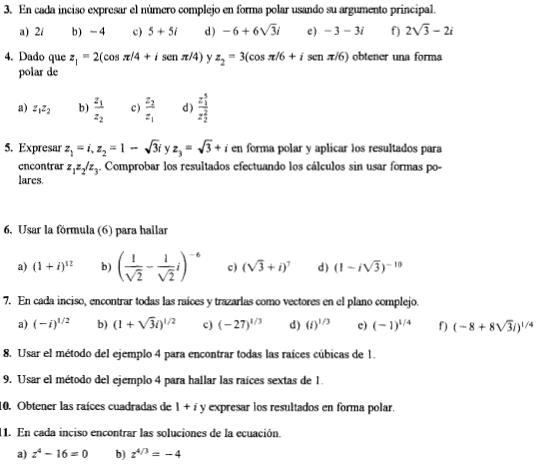 3. En cada inciso expresar el número complejo en forma polar usando su argumento principal.
a) 2i b) −4 c) 5 + 5i d) −6 + 6√3i e) −3 − 3i f) 2√3 − 2i
4. Dado que z₁ = 2(cos π/4 + i sen π/4) y z₂ = 3(cos π/6 + i sen π/6) obtener una forma
polar de
a) z₁z₂ b) z₁/z₂ c) z₂/z₁ d) z₁⁵/z₂²
5. Expresar z₁ = i, z₂ = 1 − √3i y z₃ = √3 + i en forma polar y aplicar los resultados para
encontrar z₁z₂/z₃. Comprobar los resultados efectuando los cálculos sin usar formas po-
lares.
6. Usar la fórmula (6) para hallar
a) (1 + i)¹² b) (1/√2 − 1/√2 i)⁻⁶ c) (√3 + i)⁷ d) (1 − i√3)⁻¹⁰
7. En cada inciso, encontrar todas las raíces y trazarlas como vectores en el plano complejo.
a) (−i)^1/2 b) (1 + √3i)^1/2 c) (−27)^1/3 d) (i)^1/3 e) (−1)^1/4 f) (−8 + 8√3i)^1/4
8. Usar el método del ejemplo 4 para encontrar todas las raíces cúbicas de 1.
9. Usar el método del ejemplo 4 para hallar las raíces sextas de 1.
10. Obtener las raíces cuadradas de 1 + i y expresar los resultados en forma polar.
11. En cada inciso encontrar las soluciones de la ecuación.
a) z⁴ − 16 = 0 b) z^4/3 = −4